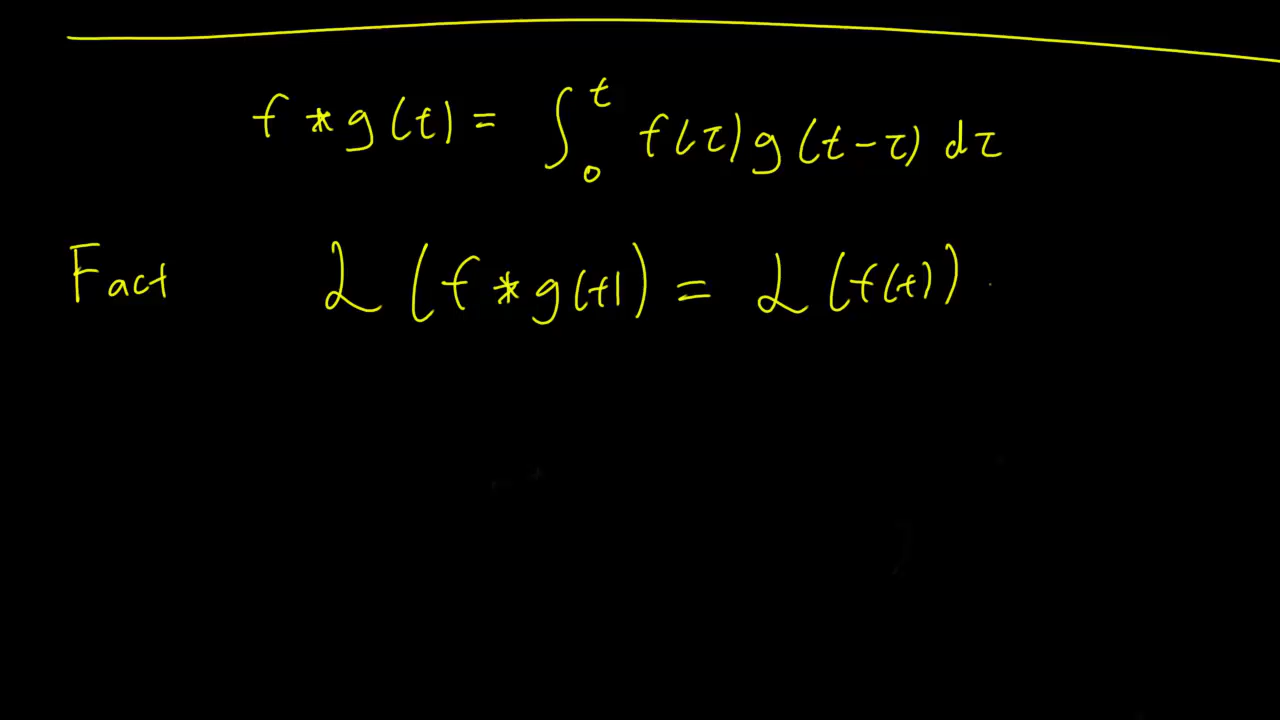 f * g(t) = ∫₀ᵗ f(τ) g(t-τ) dτ
Fact ℒ(f * g(t)) = ℒ(f(t))